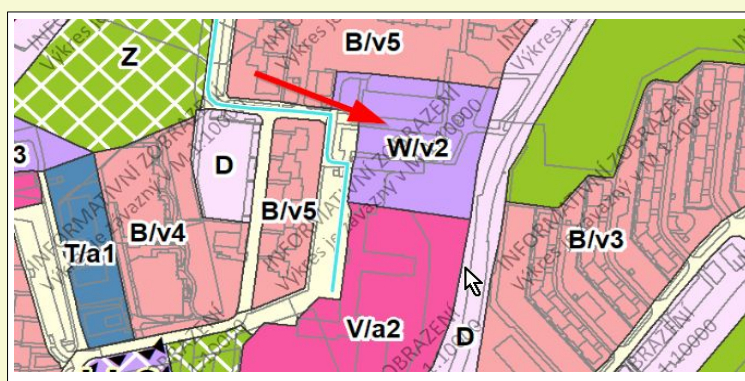 B/v5
Z
W/v2
3
D
B/v5
B/v4
B/v3
T/a1
V/a2
D
INFORMATIVNÍ ZOBRAZENÍ
Výkres je závazný v M 1:10000